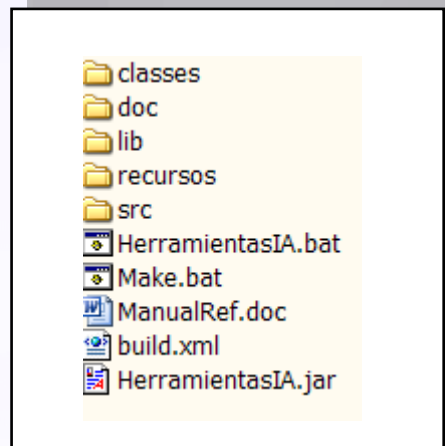 classes
doc
lib
recursos
src
HerramientasIA.bat
Make.bat
ManualRef.doc
build.xml
HerramientasIA.jar